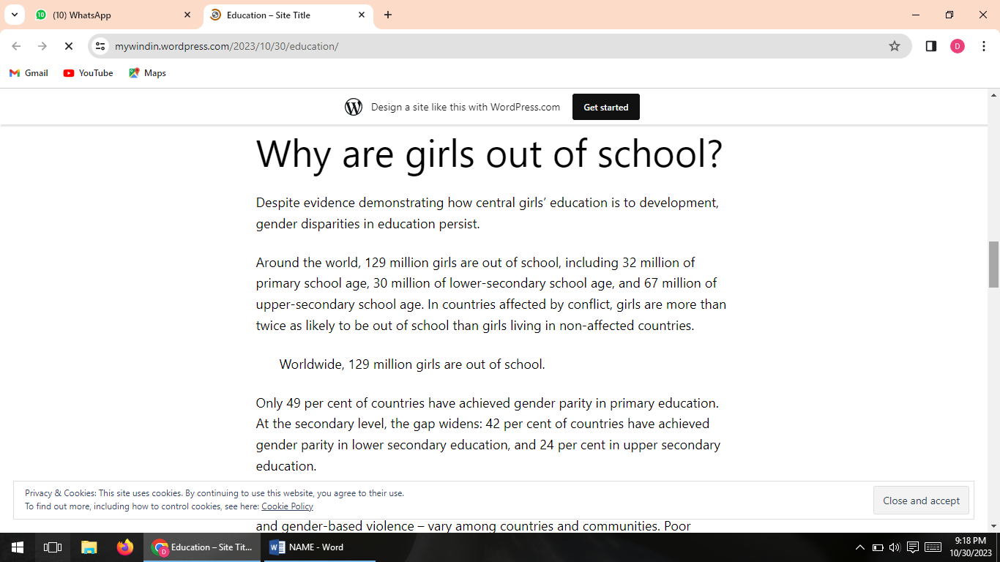 (10) WhatsApp
Education – Site Title
mywindin.wordpress.com/2023/10/30/education/
D
Gmail
YouTube
Maps
Design a site like this with WordPress.com
Get started
Why are girls out of school?
Despite evidence demonstrating how central girls’ education is to development,
gender disparities in education persist.
Around the world, 129 million girls are out of school, including 32 million of
primary school age, 30 million of lower-secondary school age, and 67 million of
upper-secondary school age. In countries affected by conflict, girls are more than
twice as likely to be out of school than girls living in non-affected countries.
Worldwide, 129 million girls are out of school.
Only 49 per cent of countries have achieved gender parity in primary education.
At the secondary level, the gap widens: 42 per cent of countries have achieved
gender parity in lower secondary education, and 24 per cent in upper secondary
education.
Privacy & Cookies: This site uses cookies. By continuing to use this website, you agree to their use.
To find out more, including how to control cookies, see here: Cookie Policy
Close and accept
and gender-based violence – vary among countries and communities. Poor
Education – Site Tit...
NAME - Word
9:18 PM
10/30/2023